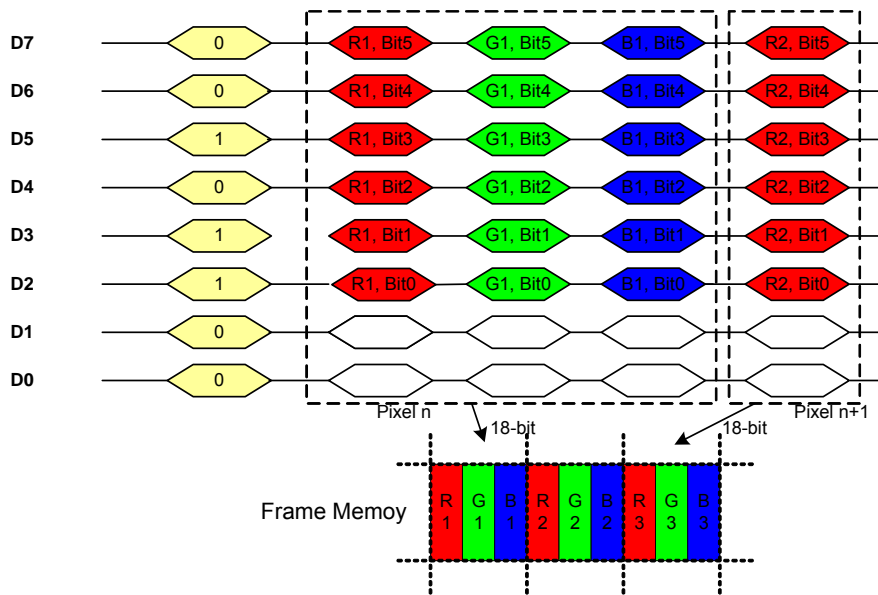 D7 0 R1, Bit5 G1, Bit5 B1, Bit5 R2, Bit5
D6 0 R1, Bit4 G1, Bit4 B1, Bit4 R2, Bit4
D5 1 R1, Bit3 G1, Bit3 B1, Bit3 R2, Bit3
D4 0 R1, Bit2 G1, Bit2 B1, Bit2 R2, Bit2
D3 1 R1, Bit1 G1, Bit1 B1, Bit1 R2, Bit1
D2 1 R1, Bit0 G1, Bit0 B1, Bit0 R2, Bit0
D1 0
D0 0
Pixel n Pixel n+1
18-bit 18-bit
Frame Memoy
R G B R G B R G B
1 1 1 2 2 2 3 3 3